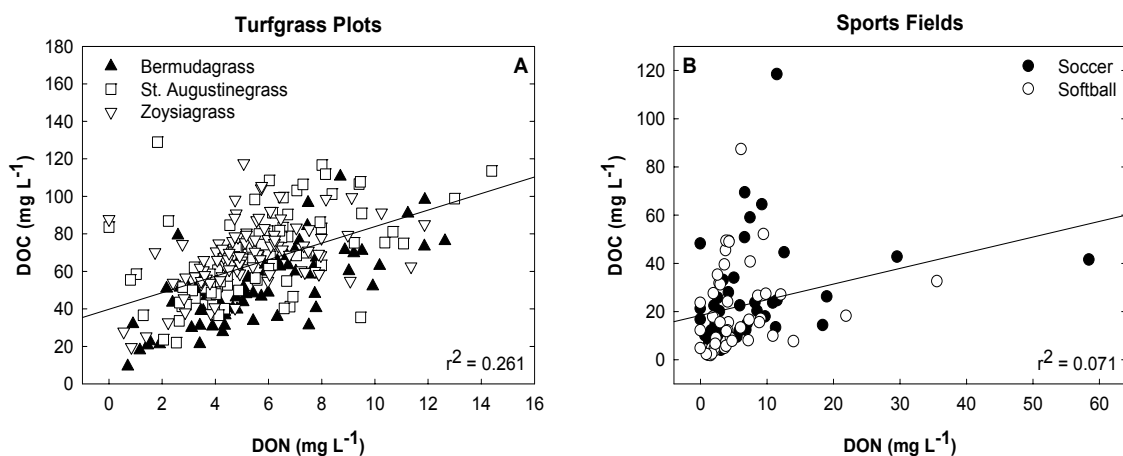 Turfgrass Plots
A
Bermudagrass
St. Augustinegrass
Zoysiagrass
180
160
140
120
100
80
60
40
20
0
DOC (mg L-1)
r2 = 0.261
0 2 4 6 8 10 12 14 16
DON (mg L-1)
Sports Fields
B
Soccer
Softball
120
100
80
60
40
20
0
DOC (mg L-1)
r2 = 0.071
0 10 20 30 40 50 60
DON (mg L-1)